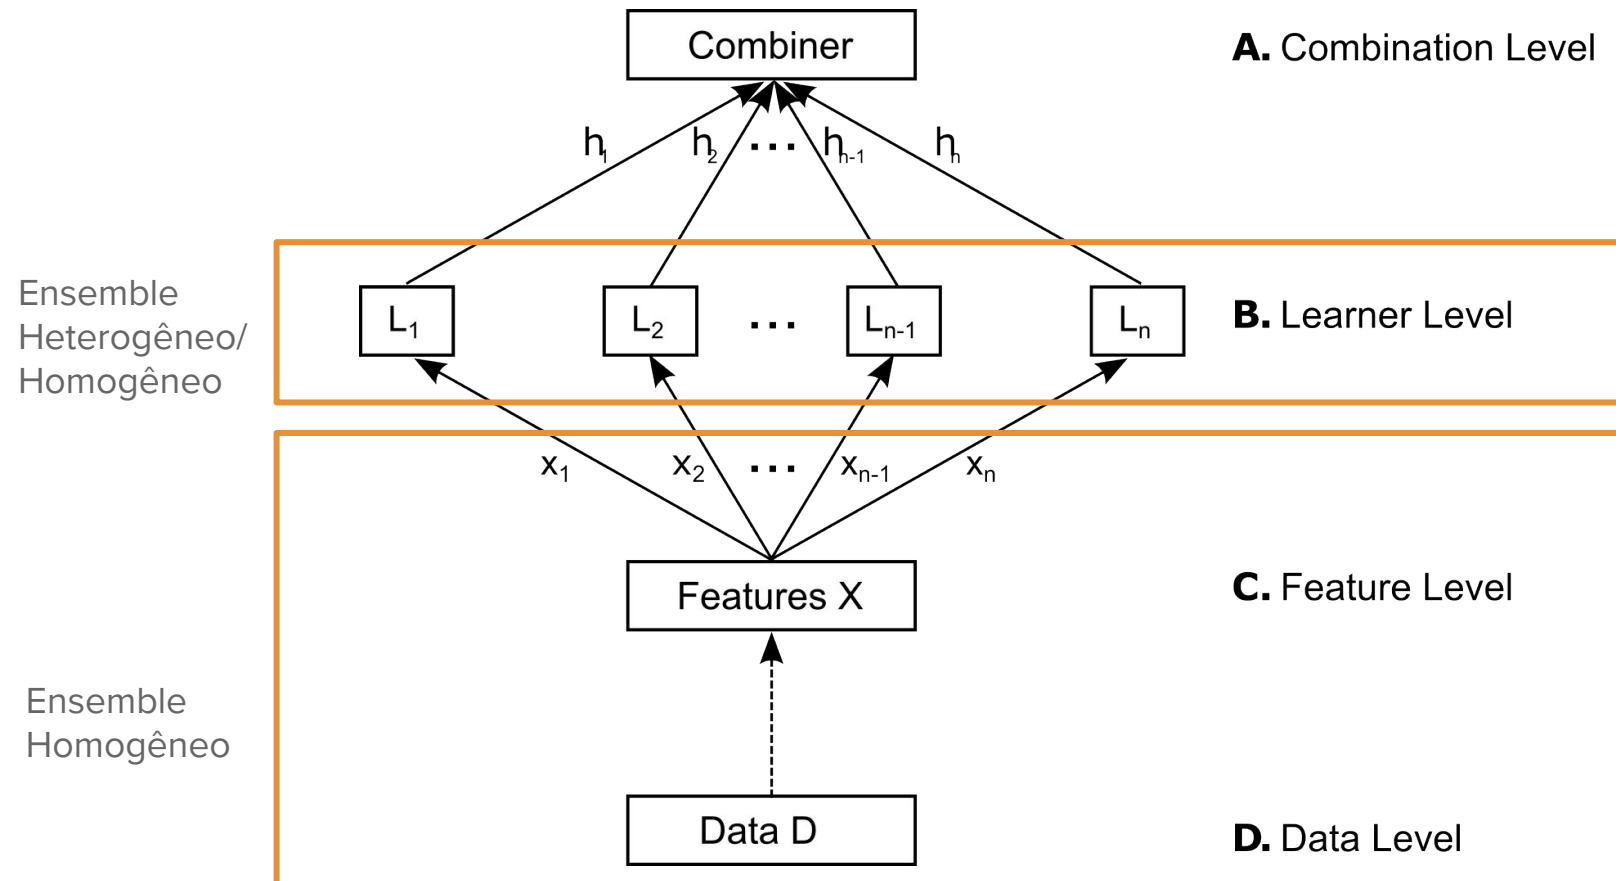 Combiner
A. Combination Level
h1 h2 ... hn-1 hn
Ensemble
Heterogêneo/
Homogêneo
L1 L2 ... Ln-1 Ln
B. Learner Level
x1 x2 ... xn-1 xn
Features X
C. Feature Level
Ensemble
Homogêneo
Data D
D. Data Level